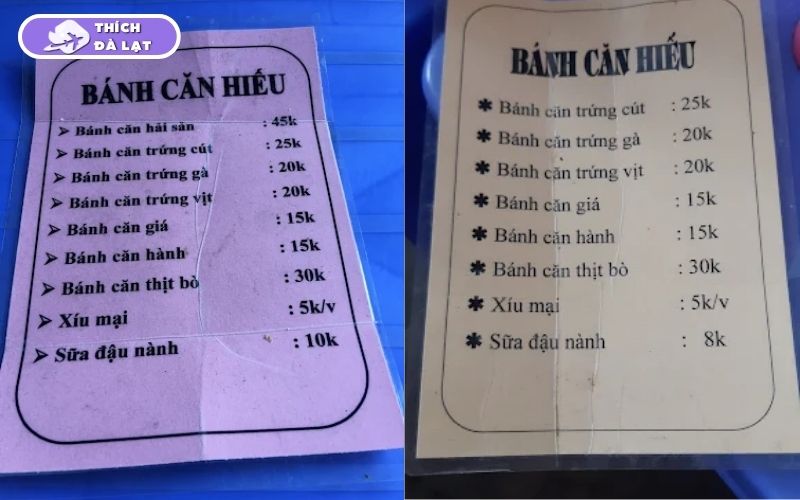 THÍCH
ĐÀ LẠT
BÁNH CĂN HIẾU
➢ Bánh căn hải sản : 45k
➢ Bánh căn trứng cút : 25k
➢ Bánh căn trứng gà : 20k
➢ Bánh căn trứng vịt : 20k
➢ Bánh căn giá : 15k
➢ Bánh căn hành : 15k
➢ Bánh căn thịt bò : 30k
➢ Xíu mại : 5k/v
➢ Sữa đậu nành : 10k
BÁNH CĂN HIẾU
✱ Bánh căn trứng cút : 25k
✱ Bánh căn trứng gà : 20k
✱ Bánh căn trứng vịt : 20k
✱ Bánh căn giá : 15k
✱ Bánh căn hành : 15k
✱ Bánh căn thịt bò : 30k
✱ Xíu mại : 5k/v
✱ Sữa đậu nành : 8k